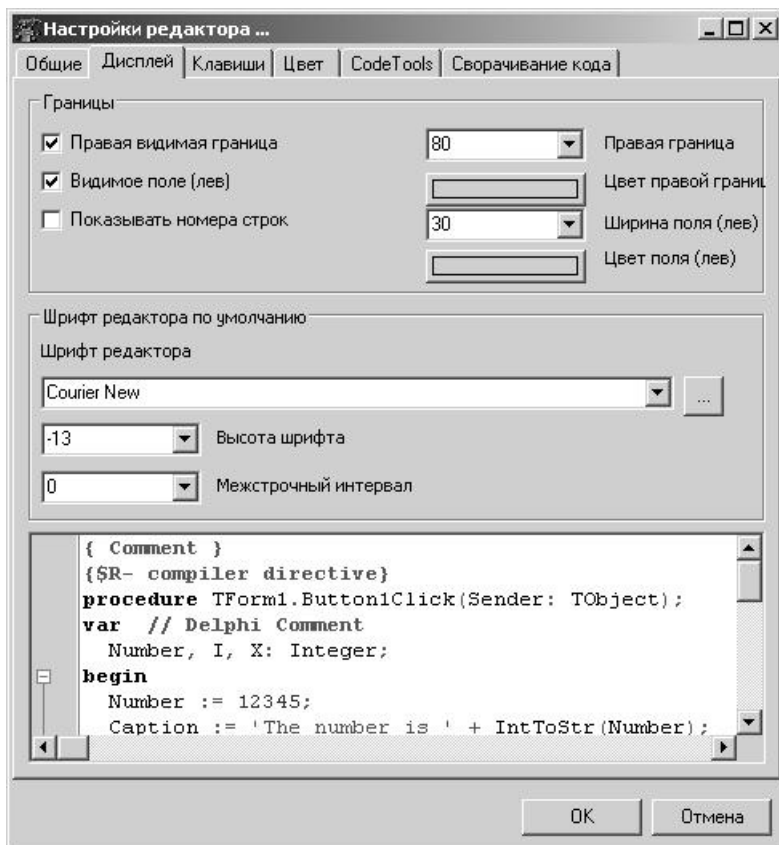 Настройки редактора ...
Общие Дисплей Клавиши Цвет CodeTools Сворачивание кода
Границы
Правая видимая граница 80 Правая граница
Видимое поле (лев) Цвет правой границ
Показывать номера строк 30 Ширина поля (лев)
Цвет поля (лев)
Шрифт редактора по умолчанию
Шрифт редактора
Courier New ...
-13 Высота шрифта
0 Межстрочный интервал
{ Comment }
{$R- compiler directive}
procedure TForm1.Button1Click(Sender: TObject);
var // Delphi Comment
Number, I, X: Integer;
begin
Number := 12345;
Caption := 'The number is ' + IntToStr(Number);
OK Отмена